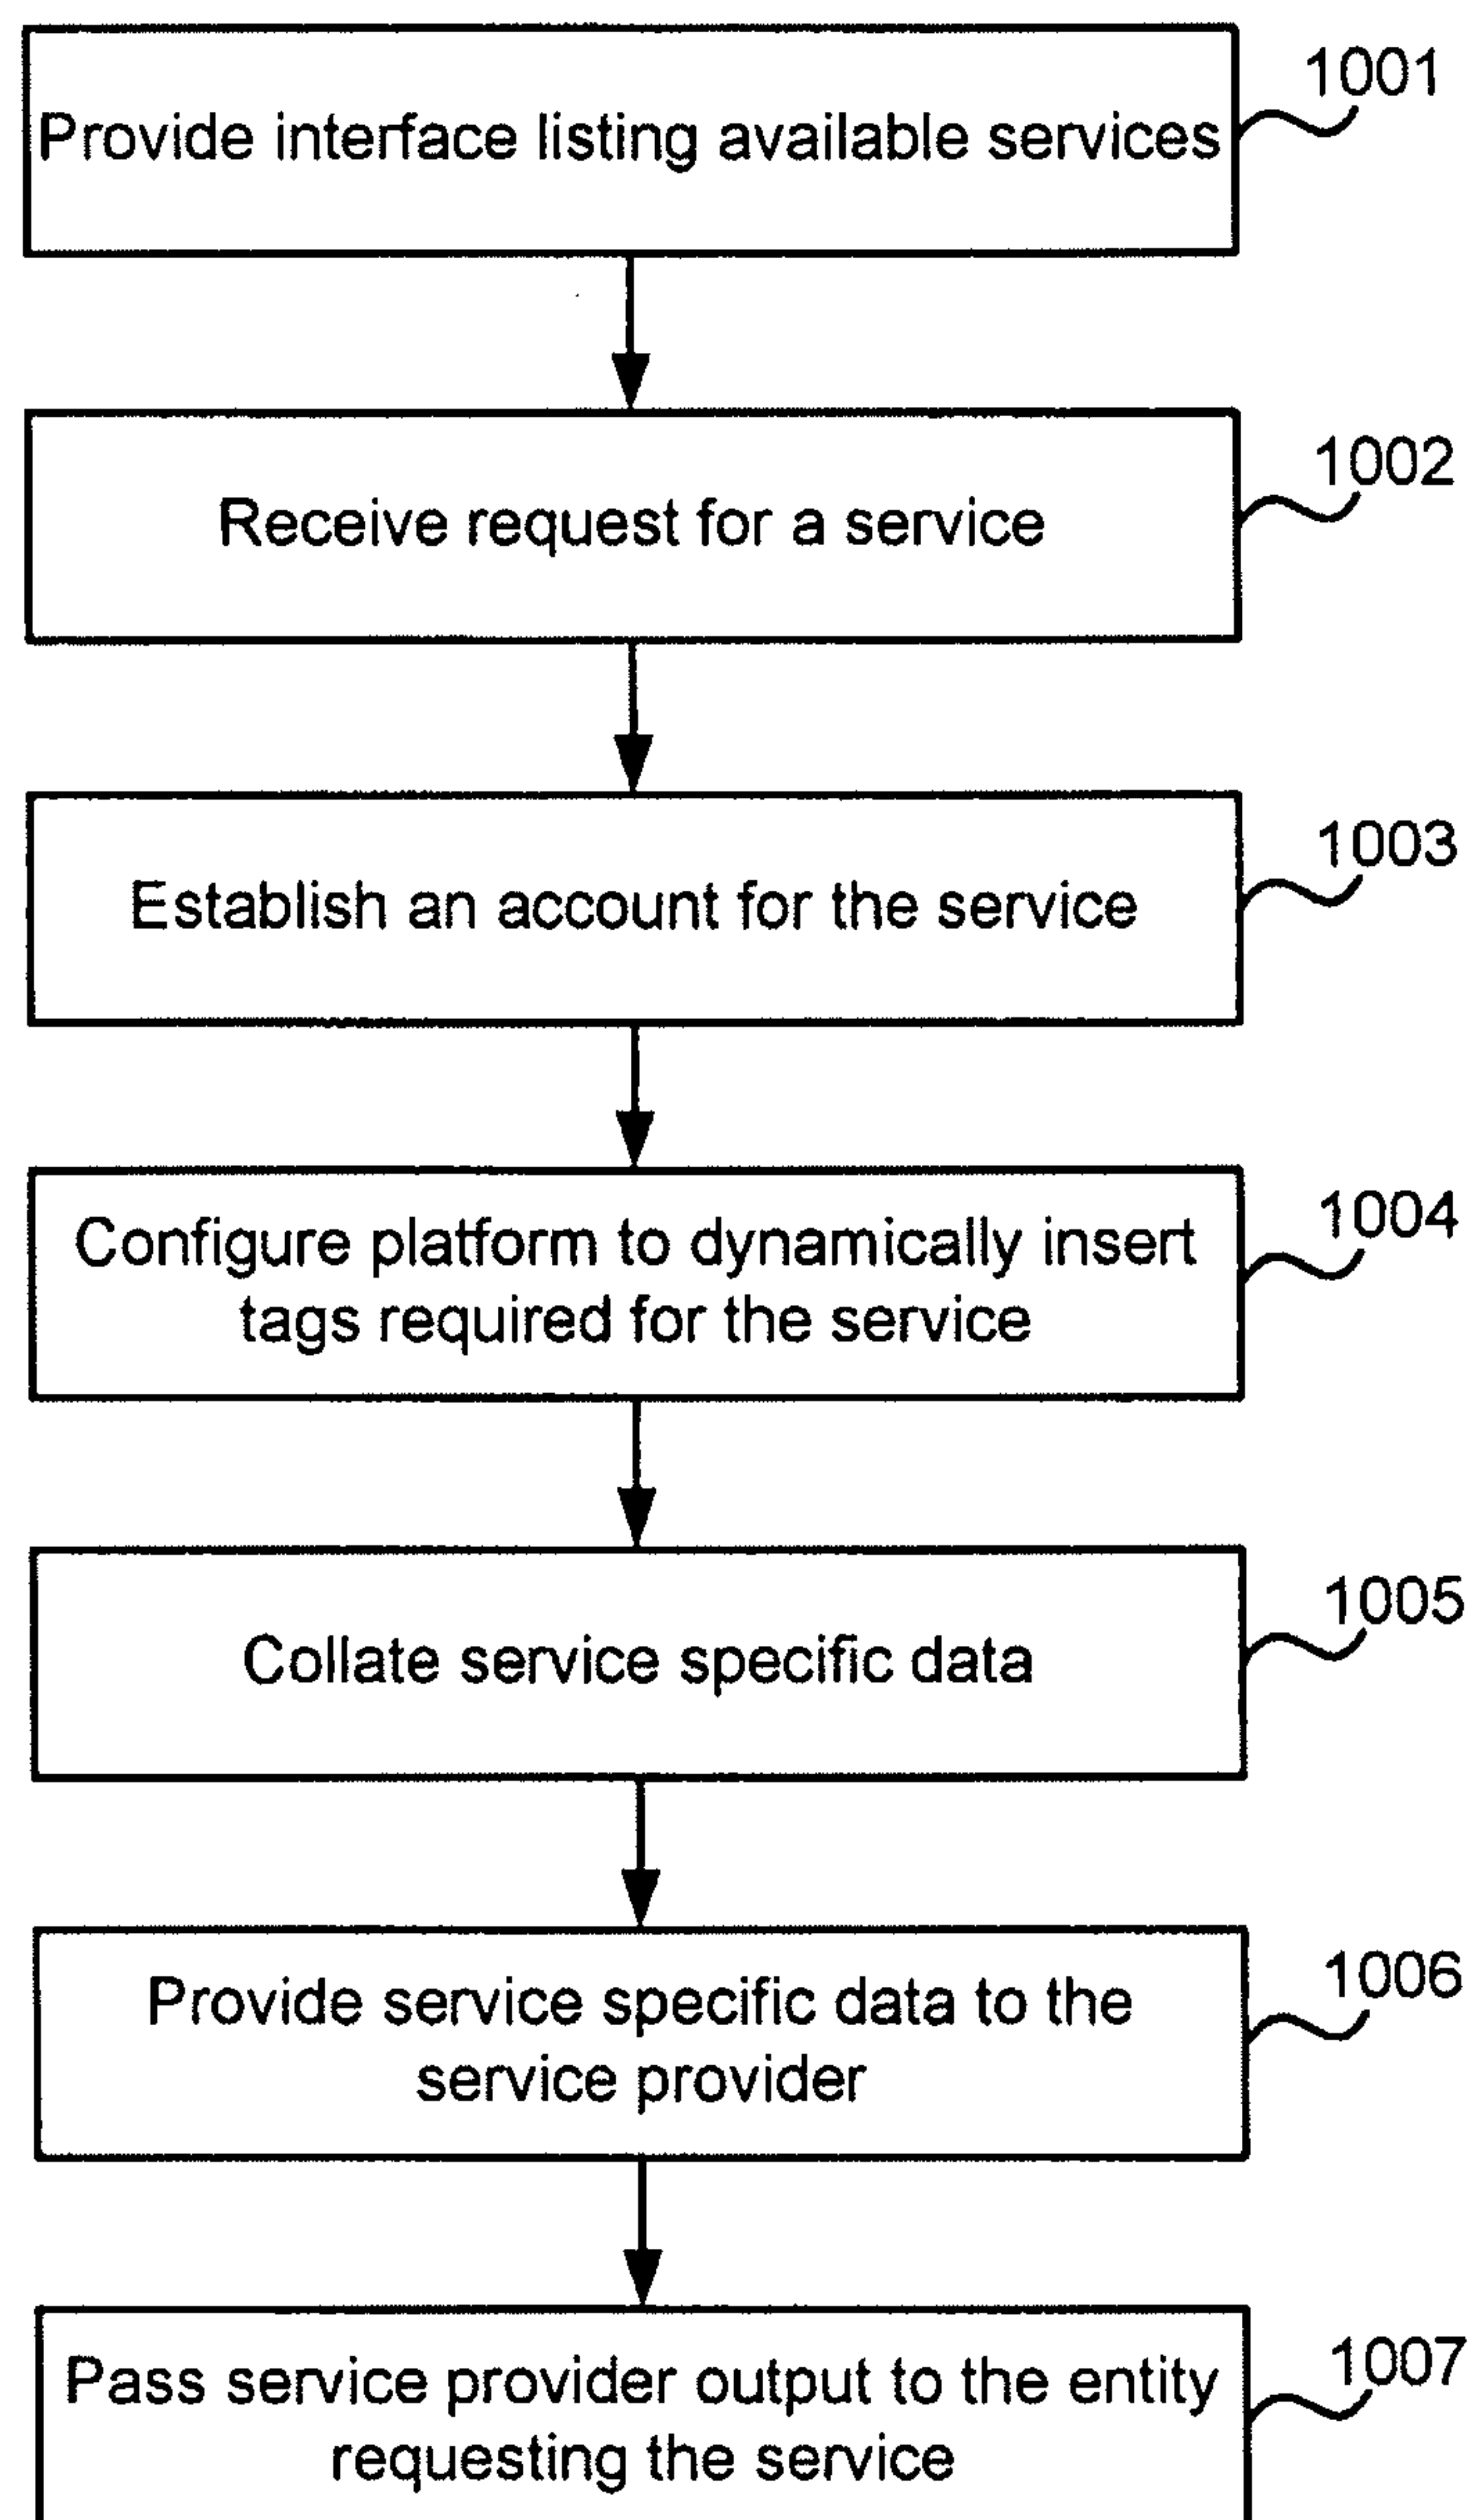 1001
Provide interface listing available services
1002
Receive request for a service
1003
Establish an account for the service
1004
Configure platform to dynamically insert
tags required for the service
1005
Collate service specific data
1006
Provide service specific data to the
service provider
1007
Pass service provider output to the entity
requesting the service